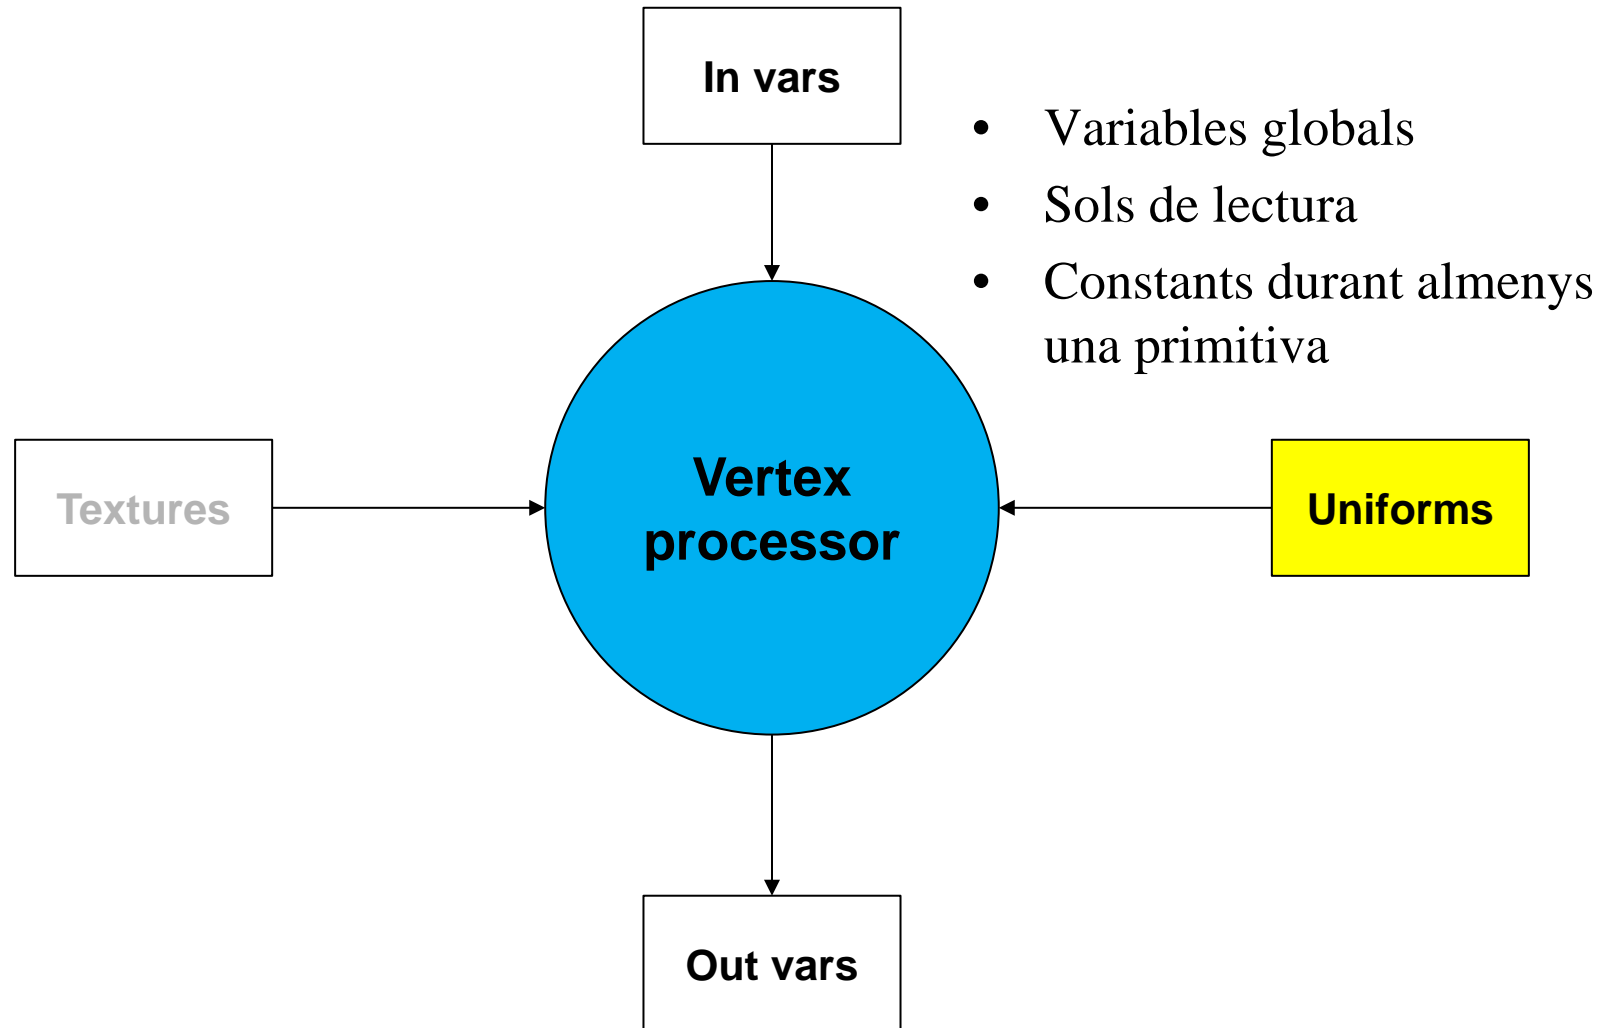 In vars
• Variables globals
• Sols de lectura
• Constants durant almenys
una primitiva
Textures
Vertex
processor
Uniforms
Out vars